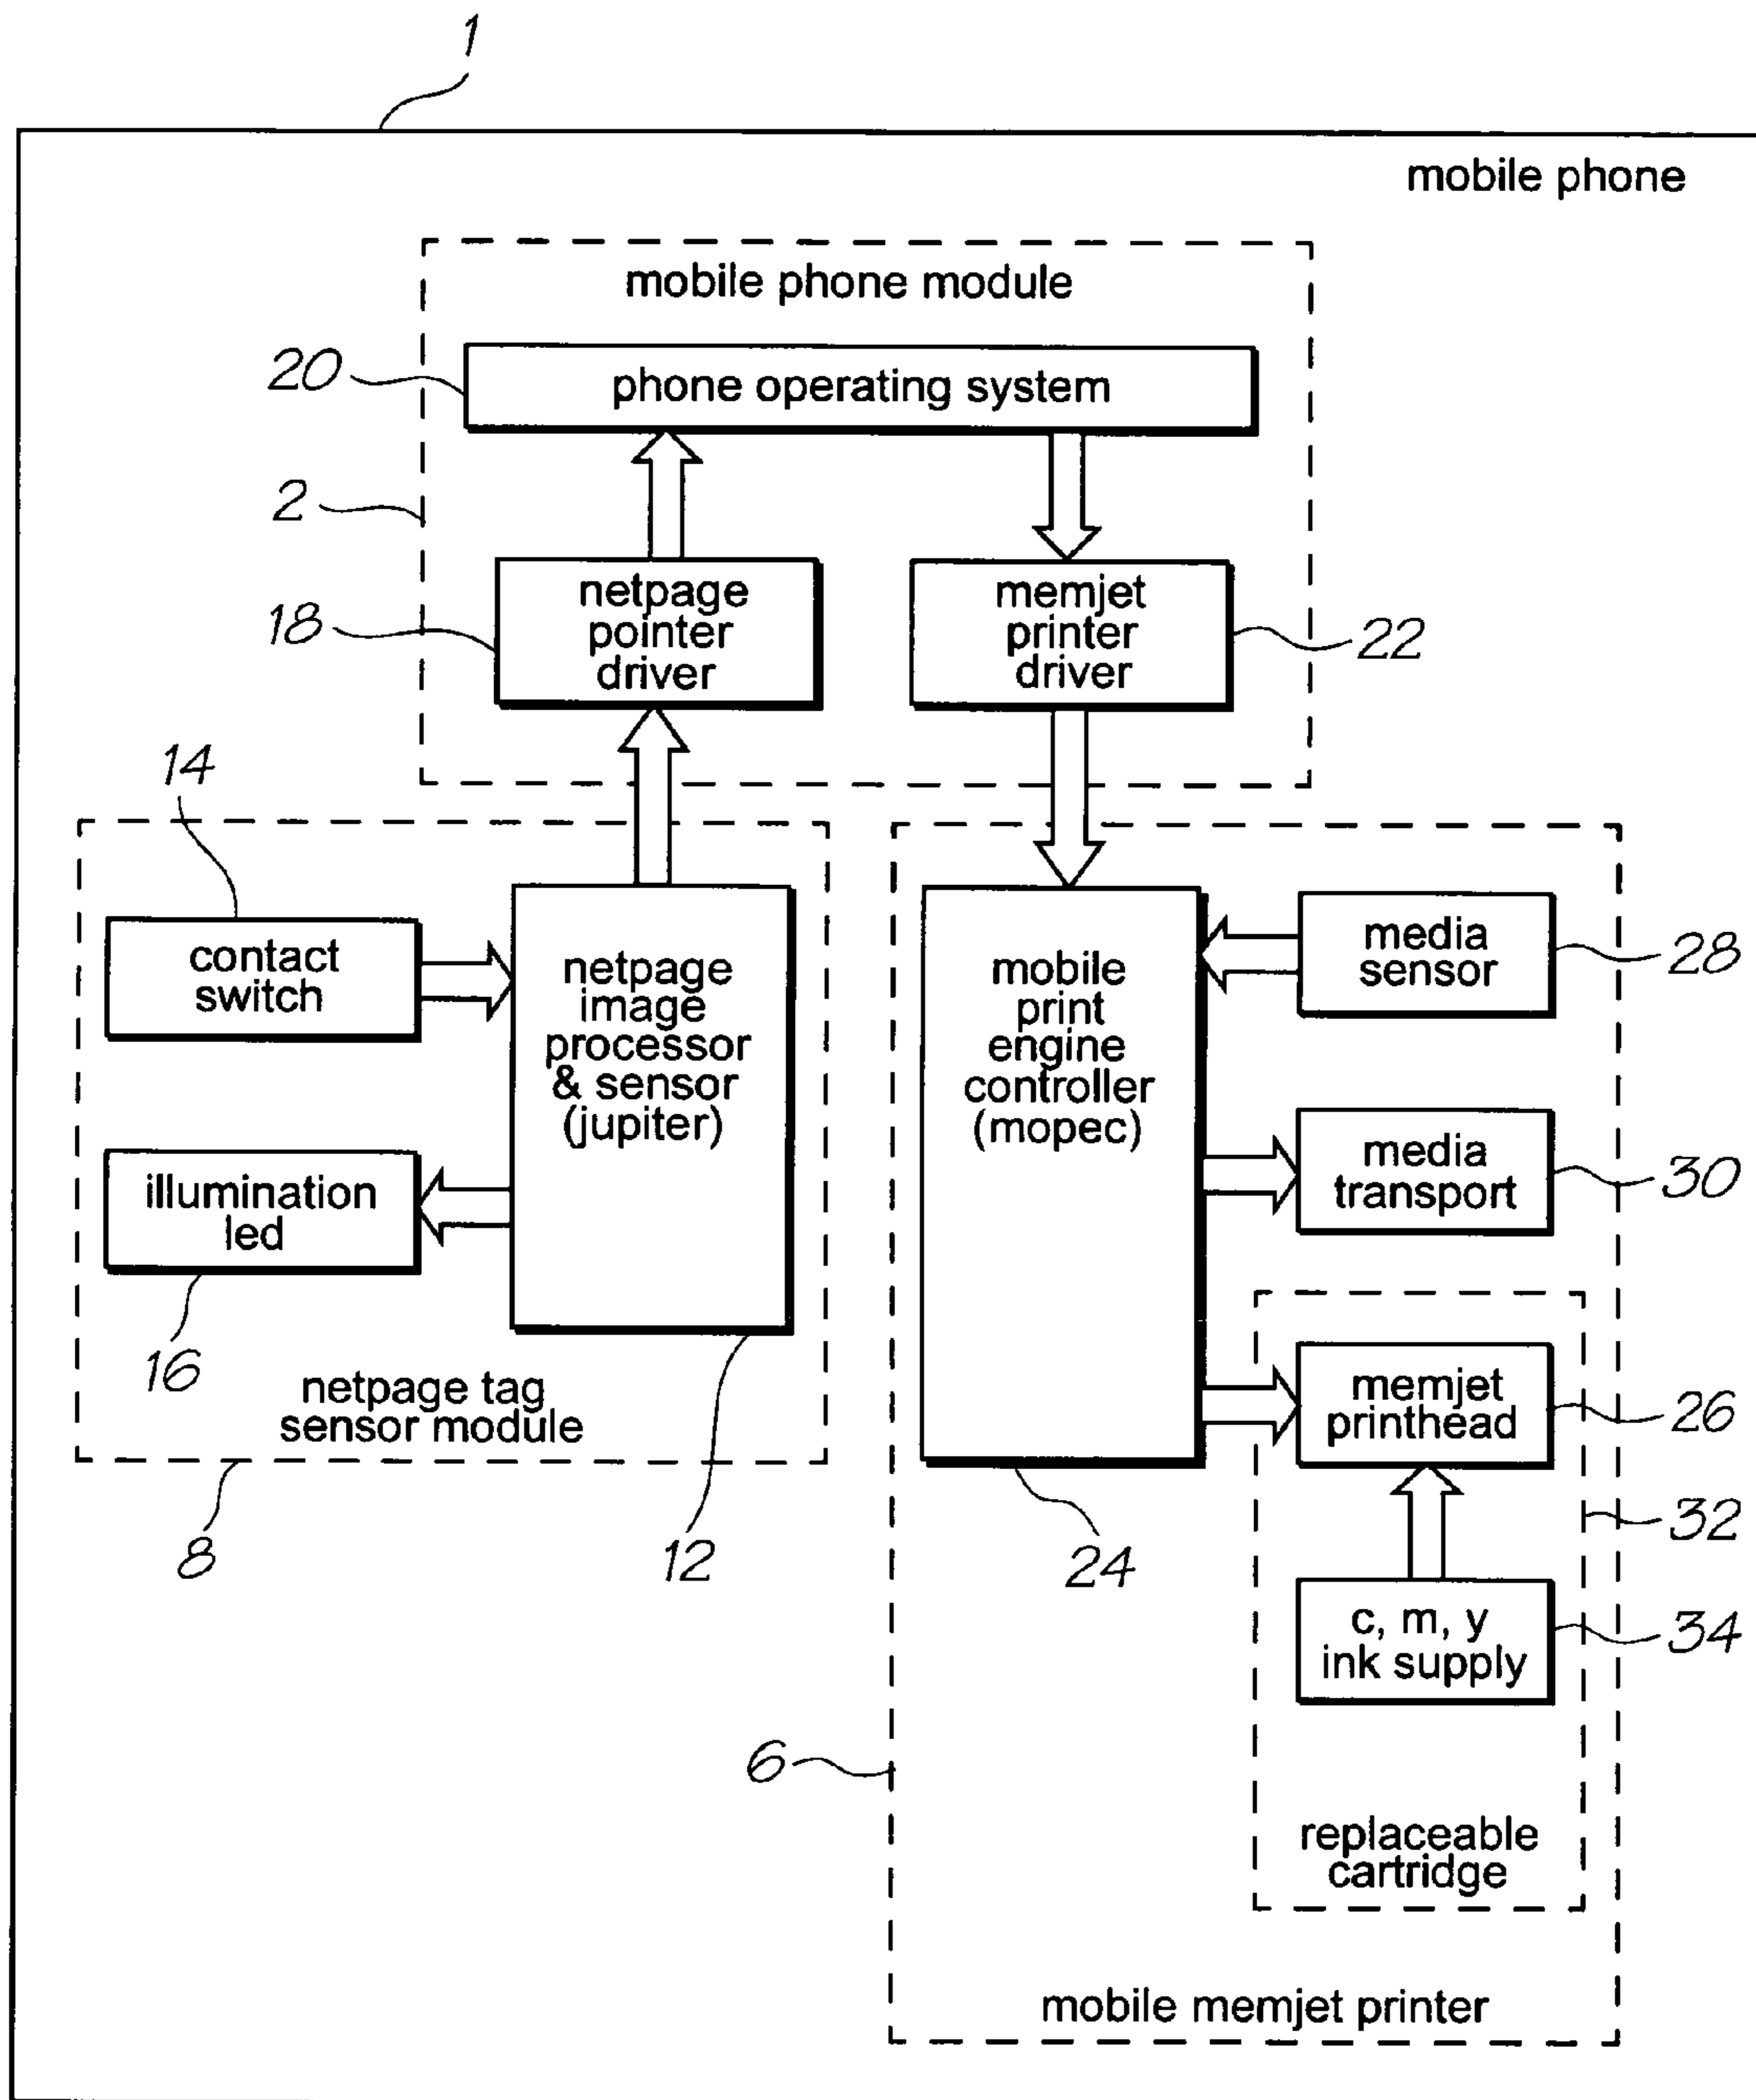 1
mobile phone
mobile phone module
20
phone operating system
2
18
netpage
pointer
driver
memjet
printer
driver
22
14
contact
switch
netpage
image
processor
& sensor
(jupiter)
illumination
led
16
netpage tag
sensor module
8
12
mobile
print
engine
controller
(mopec)
24
media
sensor
28
media
transport
30
memjet
printhead
26
32
c, m, y
ink supply
34
6
replaceable
cartridge
mobile memjet printer